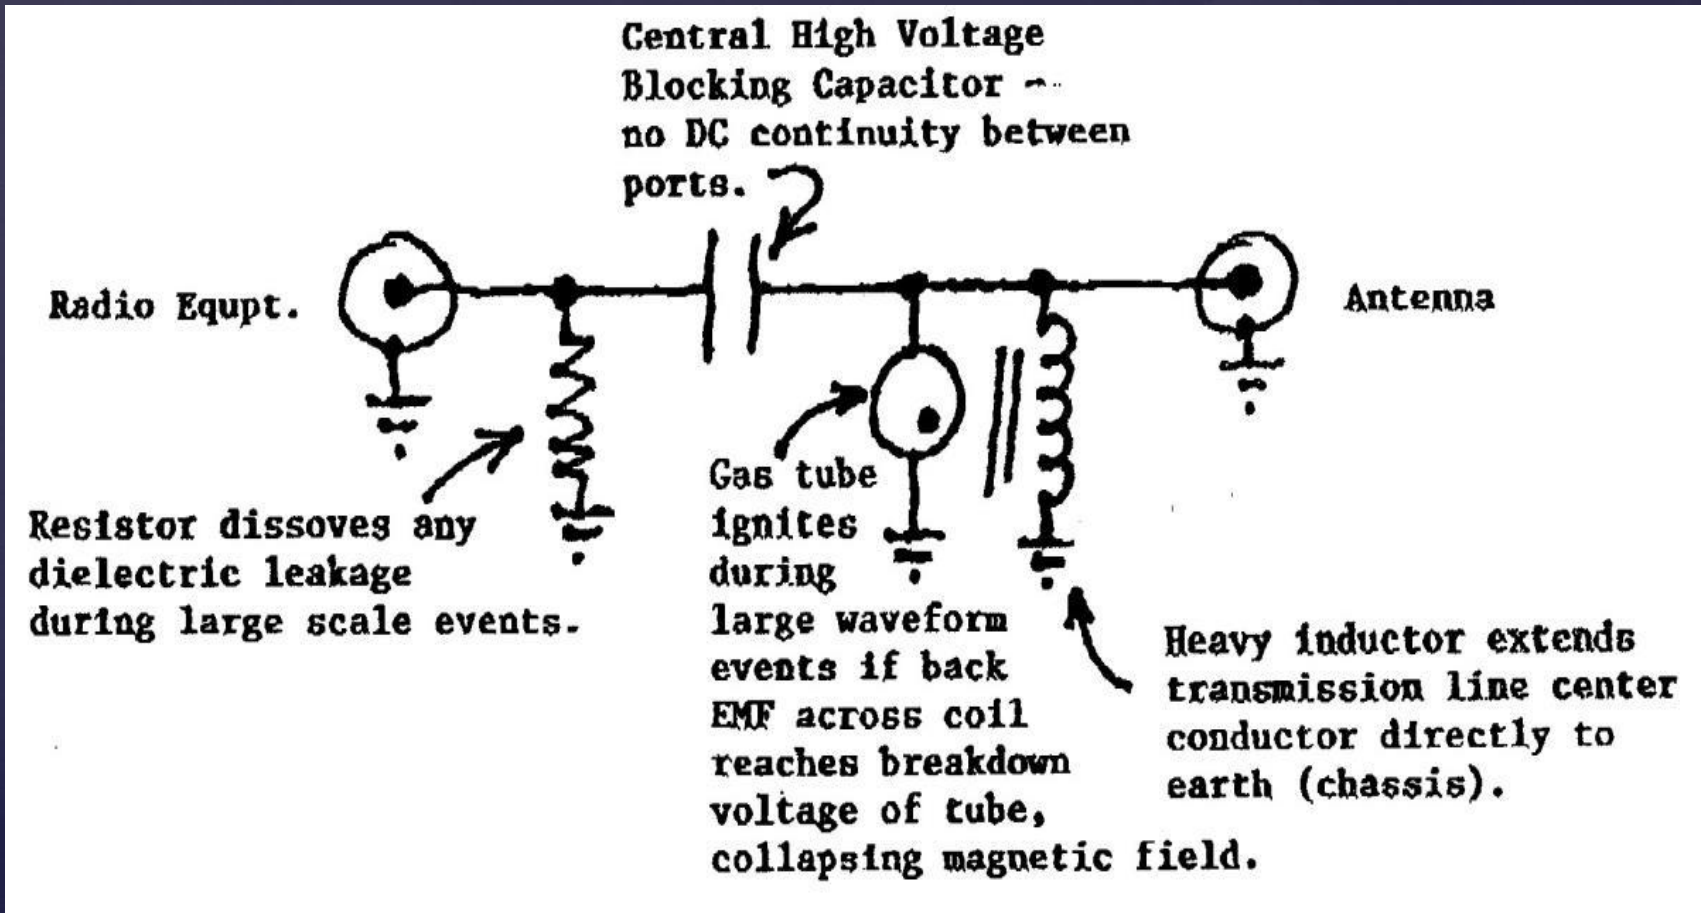 Central High Voltage
Blocking Capacitor -
no DC continuity between
ports.
Radio Equpt.
Antenna
Resistor dissoves any
dielectric leakage
during large scale events.
Gas tube
ignites
during
large waveform
events if back
EMF across coil
reaches breakdown
voltage of tube,
collapsing magnetic field.
Heavy inductor extends
transmission line center
conductor directly to
earth (chassis).